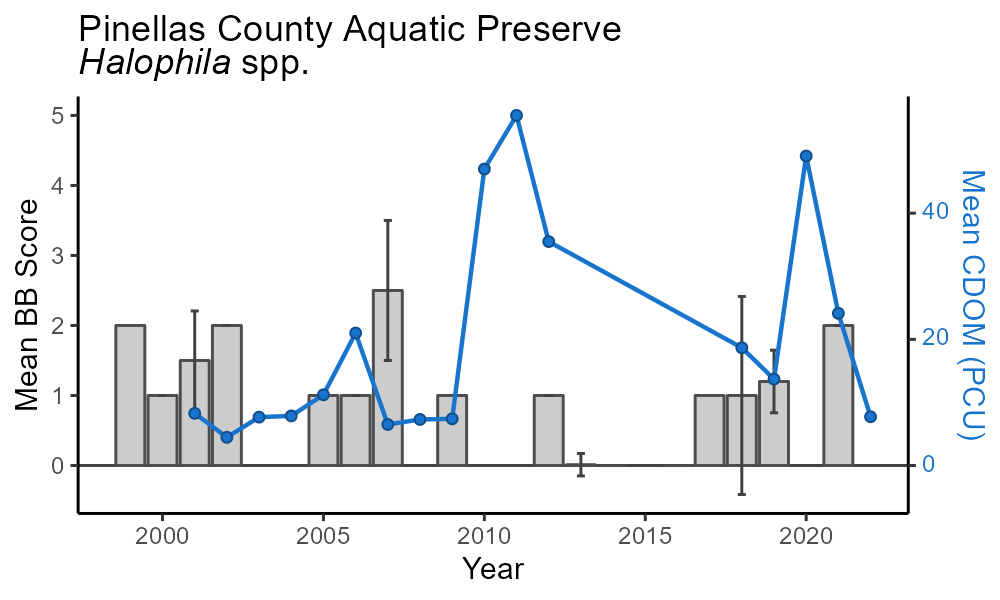 Pinellas County Aquatic Preserve
Halophila spp.
5
4
3
2
1
0
Mean BB Score
40
20
0
Mean CDOM (PCU)
2000 2005 2010 2015 2020
Year